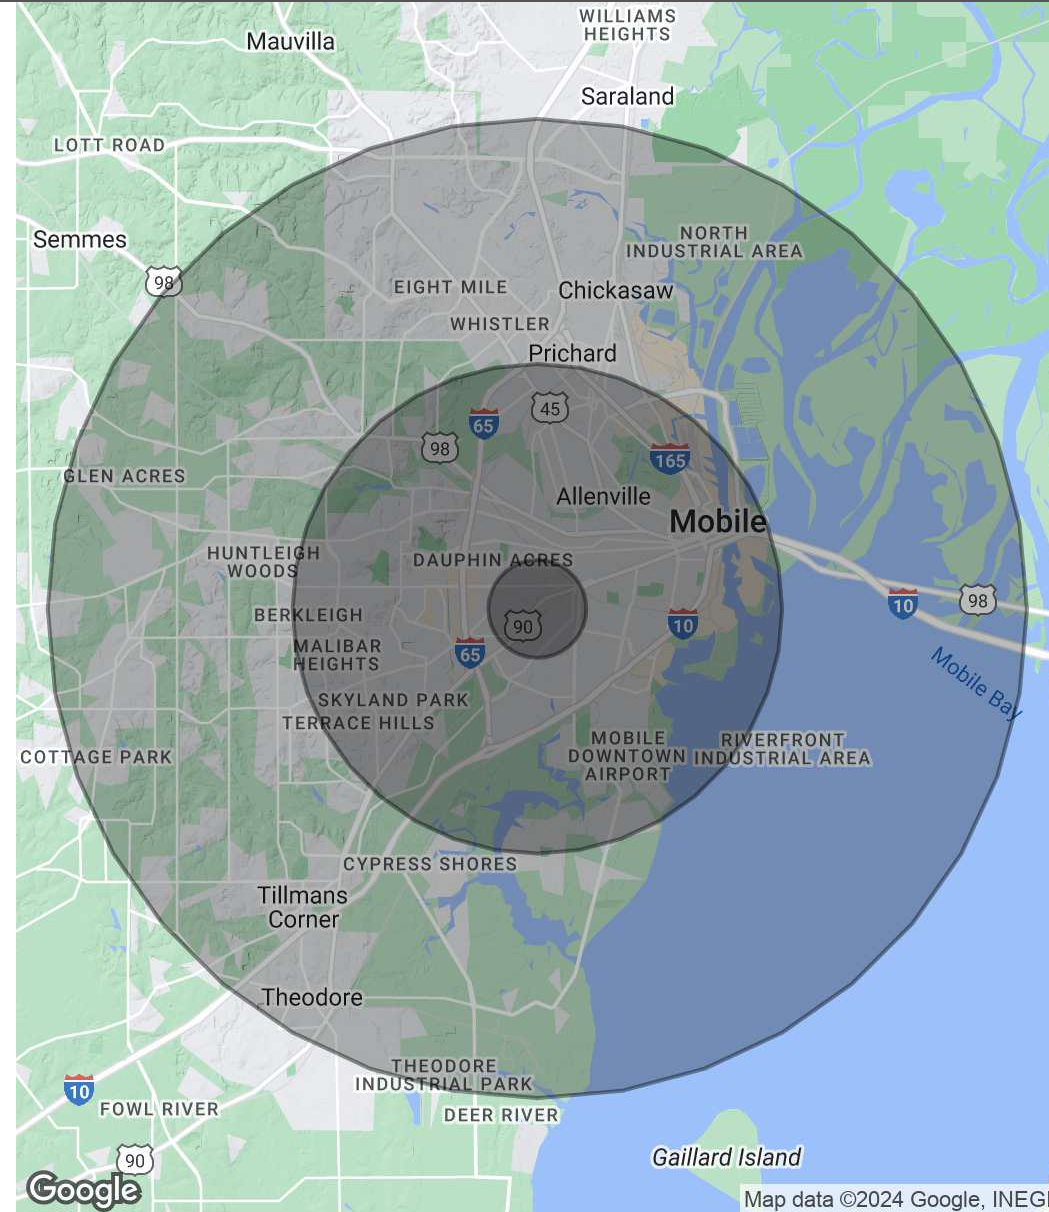 WILLIAMS
HEIGHTS
Mauvilla
Saraland
LOTT ROAD
Semmes
NORTH
INDUSTRIAL AREA
98
EIGHT MILE
Chickasaw
WHISTLER
Prichard
45
65
98
165
GLEN ACRES
Allenville
Mobile
HUNTLEIGH
WOODS
DAUPHIN ACRES
10
98
BERKLEIGH
90
10
MALIBAR
HEIGHTS
65
Mobile Bay
SKYLAND PARK
TERRACE HILLS
COTTAGE PARK
MOBILE
DOWNTOWN
AIRPORT
RIVERFRONT
INDUSTRIAL AREA
CYPRESS SHORES
Tillmans
Corner
Theodore
THEODORE
INDUSTRIAL PARK
10
FOWL RIVER
DEER RIVER
90
Gaillard Island
Google
Map data ©2024 Google, INEGI